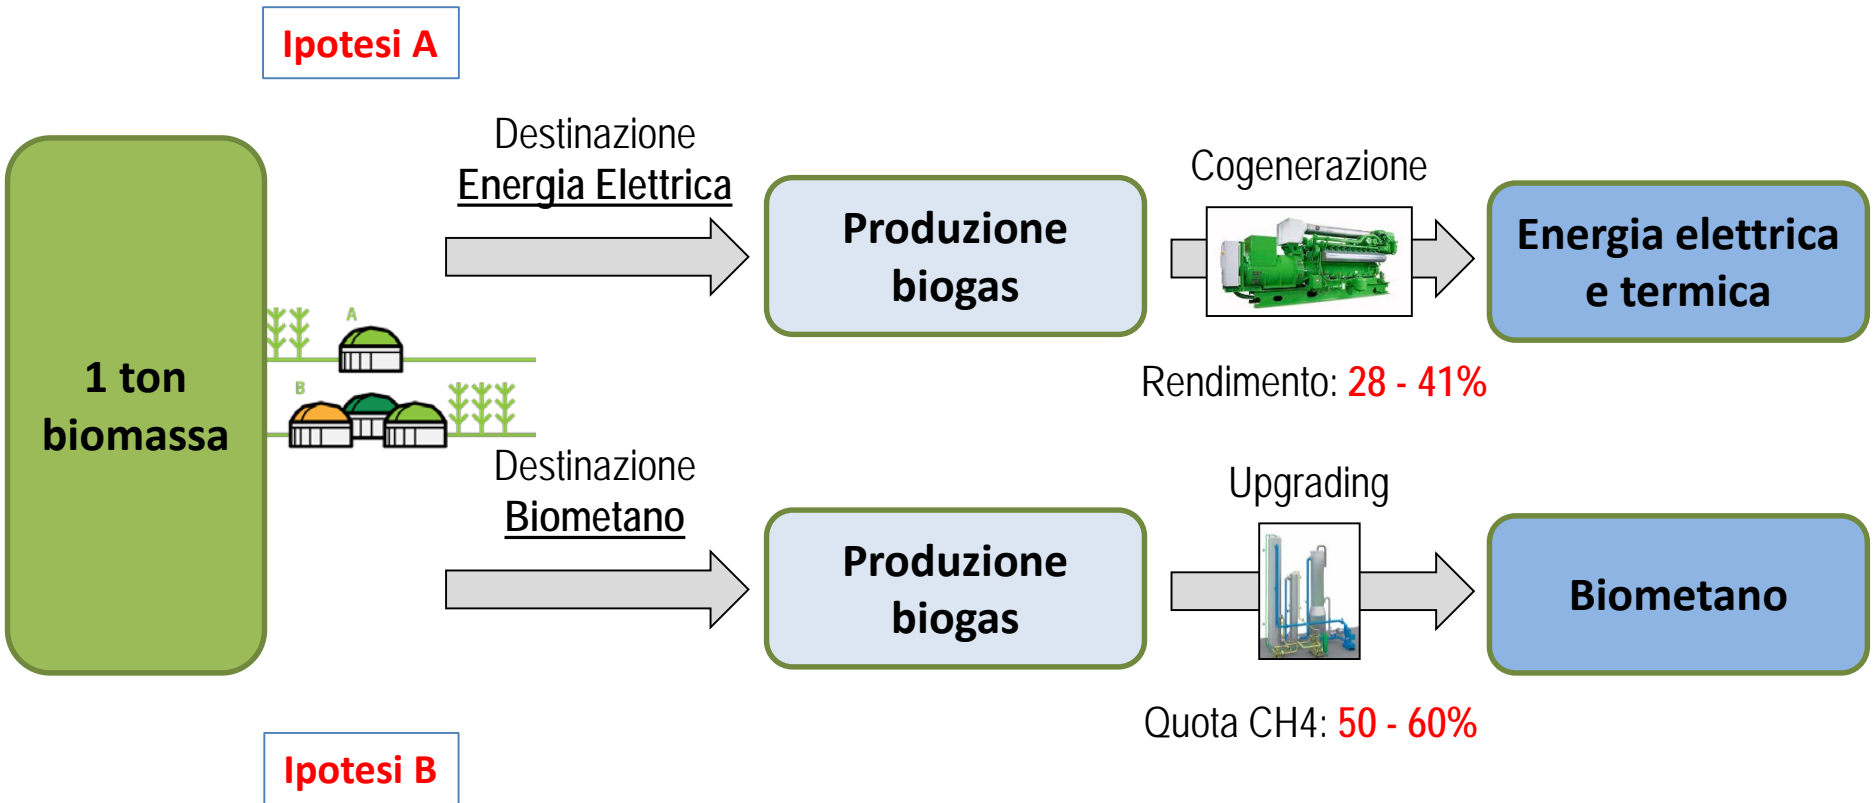 Ipotesi A
Destinazione
Energia Elettrica
Cogenerazione
Produzione
biogas
Energia elettrica
e termica
A
1 ton
biomassa
B
Rendimento: 28 - 41%
Destinazione
Biometano
Upgrading
Produzione
biogas
Biometano
Quota CH4: 50 - 60%
Ipotesi B